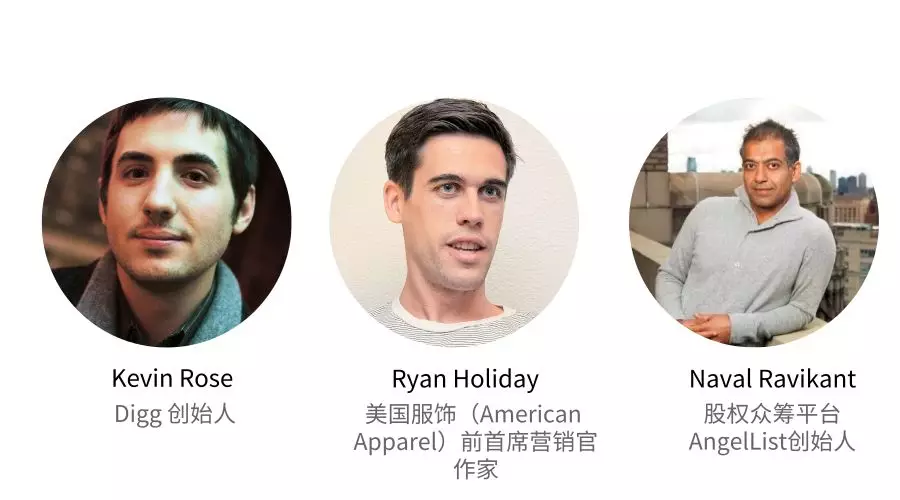 Kevin Rose
Digg 创始人
Ryan Holiday
美国服饰（American
Apparel）前首席营销官
作家
Naval Ravikant
股权众筹平台
AngelList创始人